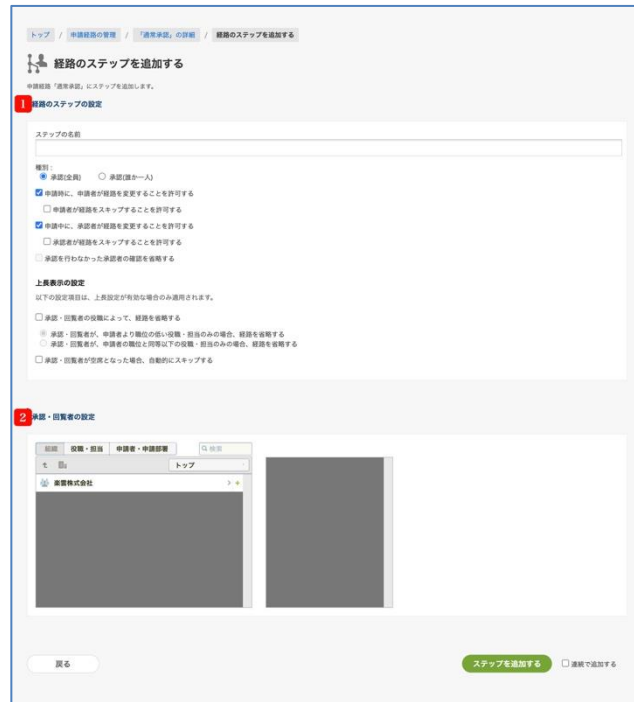 トップ / 申請経路の管理 / 「通常承認」の詳細 / 経路のステップを追加する
経路のステップを追加する
申請経路「通常承認」にステップを追加します。
1 経路のステップの設定
ステップの名前
種別：
承認(全員) 承認(誰か一人)
申請時に、申請者が経路を変更することを許可する
申請者が経路をスキップすることを許可する
申請中に、承認者が経路を変更することを許可する
承認者が経路をスキップすることを許可する
承認を行わなかった承認者の確認を省略する
上長表示の設定
以下の設定項目は、上長設定が有効な場合のみ適用されます。
承認・回覧者の役職によって、経路を省略する
承認・回覧者が、申請者より職位の低い役職・担当のみの場合、経路を省略する
承認・回覧者が、申請者の職位と同等以下の役職・担当のみの場合、経路を省略する
承認・回覧者が空席となった場合、自動的にスキップする
2 承認・回覧者の設定
組織 役職・担当 申請者・申請部署 検索
トップ
楽雲株式会社
戻る ステップを追加する 連続で追加する